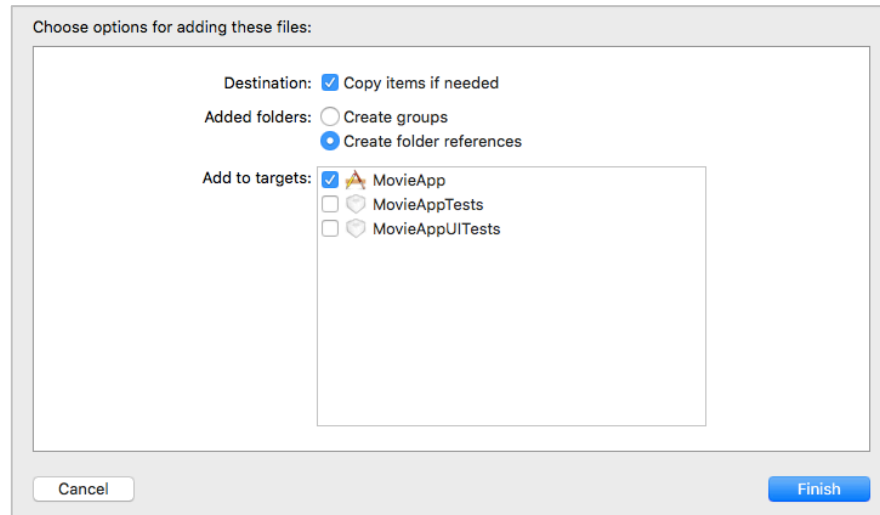 Choose options for adding these files:
Destination: Copy items if needed
Added folders: Create groups
Create folder references
Add to targets: MovieApp
MovieAppTests
MovieAppUITests
Cancel Finish